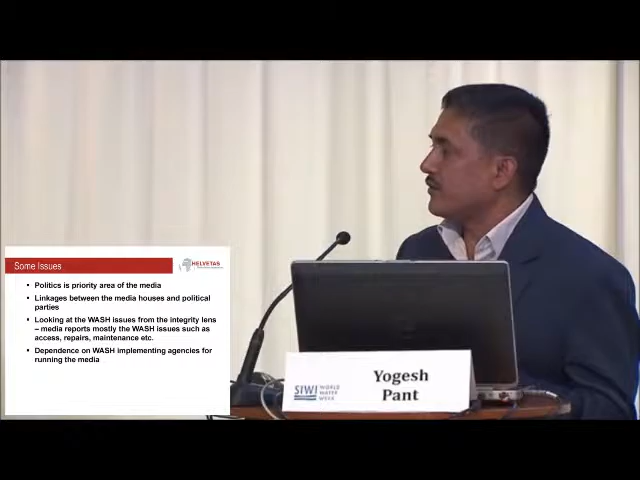 Some Issues
HELVETAS
• Politics is priority area of the media
• Linkages between the media houses and political
parties
• Looking at the WASH issues from the integrity lens
– media reports mostly the WASH issues such as
access, repairs, maintenance etc.
• Dependence on WASH implementing agencies for
running the media
SIWI
WORLD
WATER
WEEK
Yogesh
Pant